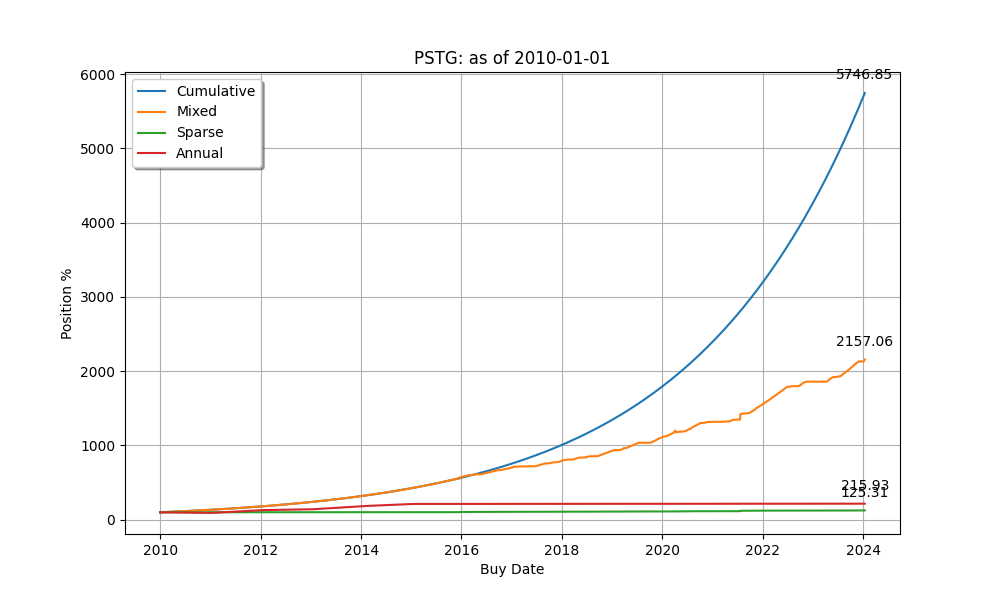 PSTG: as of 2010-01-01
6000
5000
4000
3000
2000
1000
0
Position %
Cumulative
Mixed
Sparse
Annual
5746.85
2157.06
215.93
125.31
2010
2012
2014
2016
2018
2020
2022
2024
Buy Date